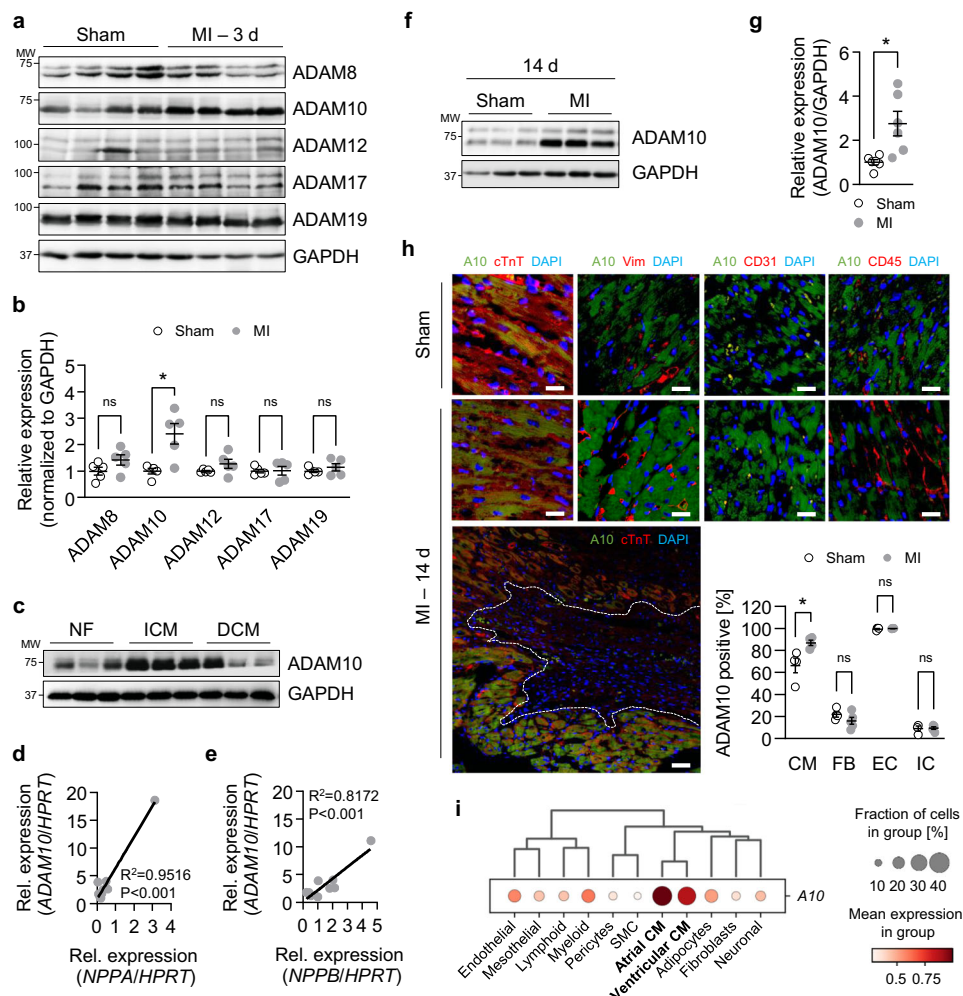 a
Sham MI – 3 d
MW
75
ADAM8
75
ADAM10
100
ADAM12
100
ADAM17
100
ADAM19
37
GAPDH
b
Sham MI
Relative expression
(normalized to GAPDH)
5
4
3
2
1
0
ns * ns ns ns
ADAM8 ADAM10 ADAM12 ADAM17 ADAM19
c
NF ICM DCM
MW
75
ADAM10
37
GAPDH
d
Rel. expression
(ADAM10/HPRT)
20
15
10
5
0
R²=0.9516
P<0.001
0 1 2 3 4
Rel. expression
(NPPA/HPRT)
e
Rel. expression
(ADAM10/HPRT)
20
15
10
5
0
R²=0.8172
P<0.001
0 1 2 3 4 5
Rel. expression
(NPPB/HPRT)
f
14 d
Sham MI
MW
75
ADAM10
37
GAPDH
g
Relative expression
(ADAM10/GAPDH)
6
4
2
0
*
Sham
MI
h
A10 cTnT DAPI A10 Vim DAPI A10 CD31 DAPI A10 CD45 DAPI
Sham
MI – 14 d
A10 cTnT DAPI
Sham MI
ADAM10 positive [%]
100
80
60
40
20
0
* ns ns ns
CM FB EC IC
i
A10
Endothelial Mesothelial Lymphoid Myeloid Pericytes SMC Atrial CM Ventricular CM Adipocytes Fibroblasts Neuronal
Fraction of cells
in group [%]
10 20 30 40
Mean expression
in group
0.5 0.75